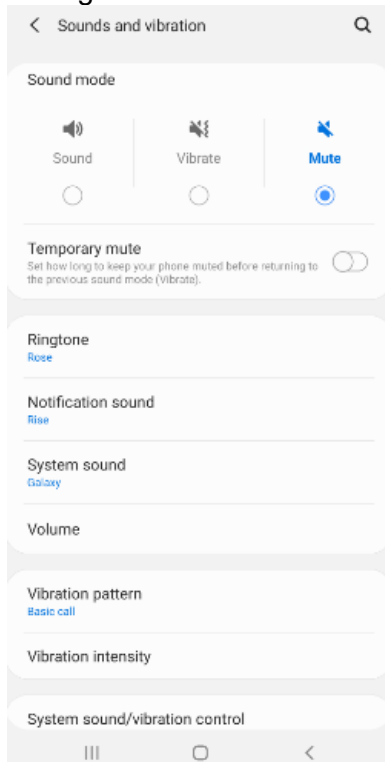 Sounds and vibration
Sound mode
Sound
Vibrate
Mute
Temporary mute
Set how long to keep your phone muted before returning to
the previous sound mode (Vibrate).
Ringtone
Rose
Notification sound
Rise
System sound
Galaxy
Volume
Vibration pattern
Basic call
Vibration intensity
System sound/vibration control